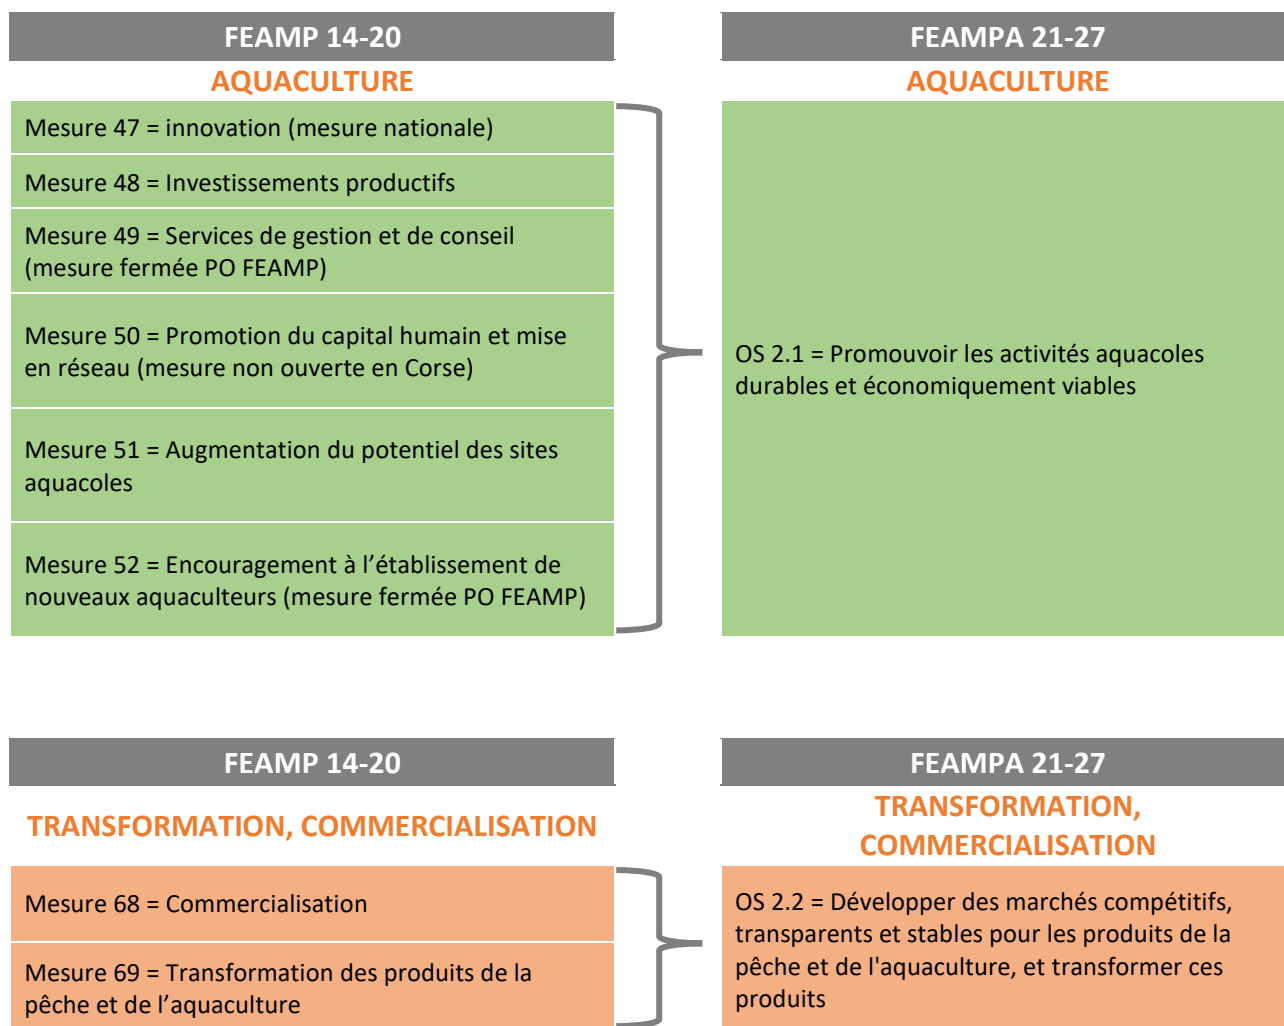 FEAMP 14-20
FEAMPA 21-27
AQUACULTURE
AQUACULTURE
Mesure 47 = innovation (mesure nationale)
Mesure 48 = Investissements productifs
Mesure 49 = Services de gestion et de conseil
(mesure fermée PO FEAMP)
Mesure 50 = Promotion du capital humain et mise
en réseau (mesure non ouverte en Corse)
Mesure 51 = Augmentation du potentiel des sites
aquacoles
Mesure 52 = Encouragement à l’établissement de
nouveaux aquaculteurs (mesure fermée PO FEAMP)
OS 2.1 = Promouvoir les activités aquacoles
durables et économiquement viables
FEAMP 14-20
FEAMPA 21-27
TRANSFORMATION, COMMERCIALISATION
TRANSFORMATION,
COMMERCIALISATION
Mesure 68 = Commercialisation
Mesure 69 = Transformation des produits de la
pêche et de l’aquaculture
OS 2.2 = Développer des marchés compétitifs,
transparents et stables pour les produits de la
pêche et de l'aquaculture, et transformer ces
produits